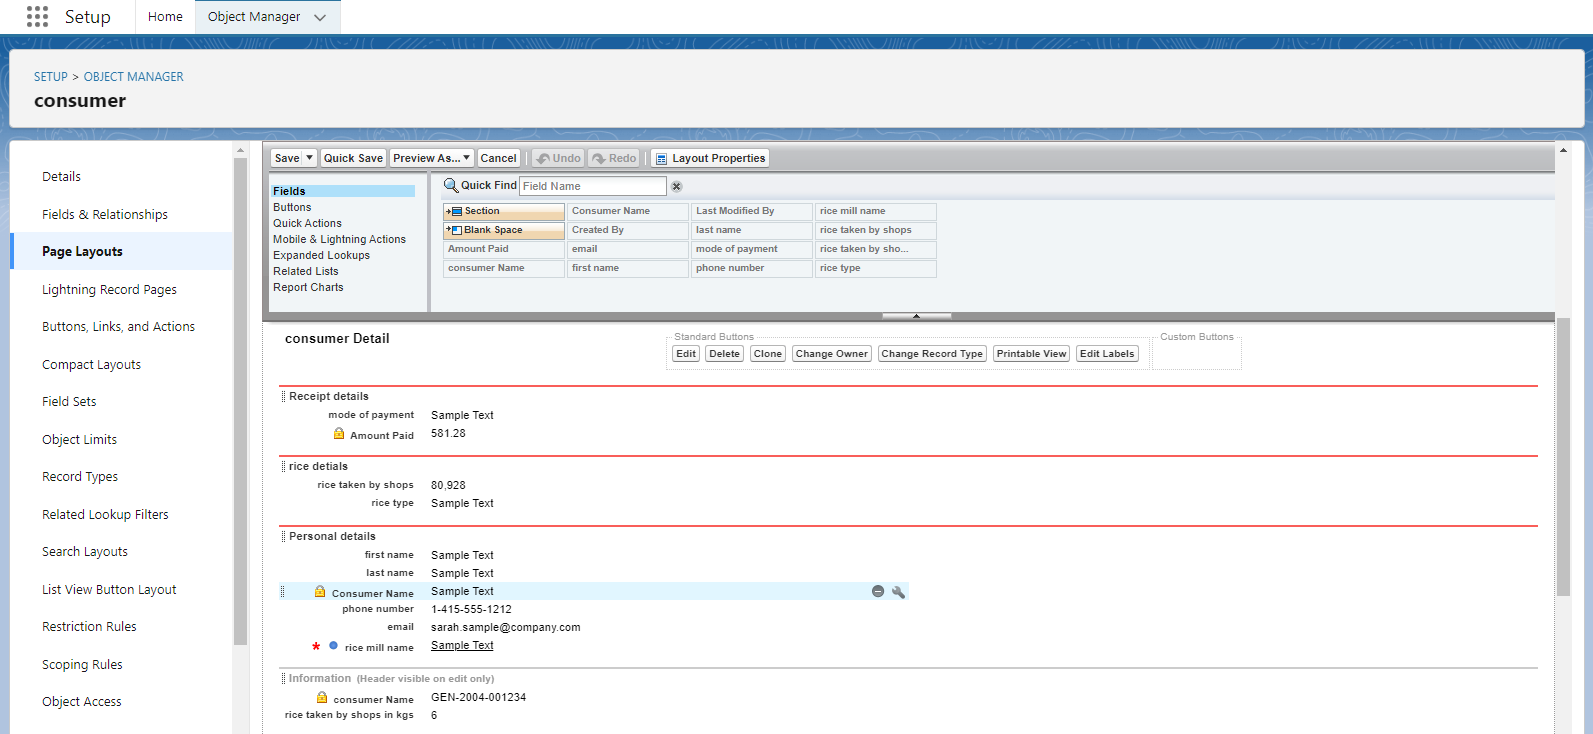 Setup Home Object Manager
SETUP > OBJECT MANAGER
consumer
Details
Fields & Relationships
Page Layouts
Lightning Record Pages
Buttons, Links, and Actions
Compact Layouts
Field Sets
Object Limits
Record Types
Related Lookup Filters
Search Layouts
List View Button Layout
Restriction Rules
Scoping Rules
Object Access
Save Quick Save Preview As... Cancel Undo Redo Layout Properties
Fields
Buttons
Quick Actions
Mobile & Lightning Actions
Expanded Lookups
Related Lists
Report Charts
Quick Find Field Name
Section Consumer Name Last Modified By rice mill name
Blank Space Created By last name rice taken by shops
Amount Paid email mode of payment rice taken by sho...
consumer Name first name phone number rice type
consumer Detail
Standard Buttons
Edit Delete Clone Change Owner Change Record Type Printable View Edit Labels
Custom Buttons
Receipt details
mode of payment Sample Text
Amount Paid 581.28
rice detials
rice taken by shops 80,928
rice type Sample Text
Personal details
first name Sample Text
last name Sample Text
Consumer Name Sample Text
phone number 1-415-555-1212
email sarah.sample@company.com
* rice mill name Sample Text
Information (Header visible on edit only)
consumer Name GEN-2004-001234
rice taken by shops in kgs 6